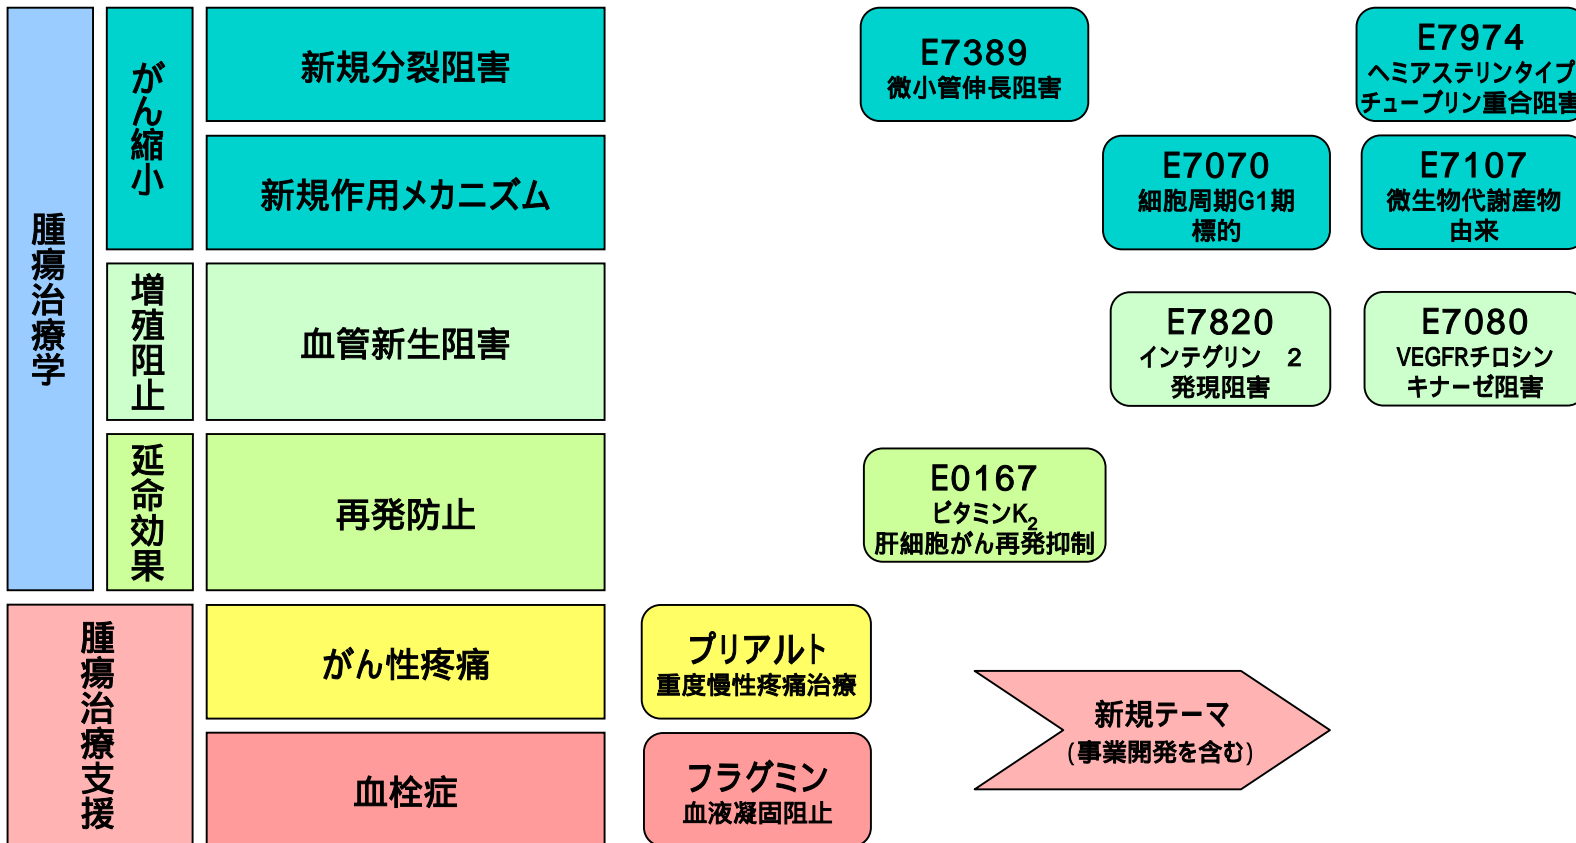 腫瘍治療学
がん縮小
新規分裂阻害
E7389
微小管伸長阻害
E7974
ヘミアステリンタイプ
チューブリン重合阻害
新規作用メカニズム
E7070
細胞周期G1期
標的
E7107
微生物代謝産物
由来
増殖阻止
血管新生阻害
E7820
インテグリン　2
発現阻害
E7080
VEGFRチロシン
キナーゼ阻害
延命効果
再発防止
E0167
ビタミンK2
肝細胞がん再発抑制
腫瘍治療支援
がん性疼痛
プリアルト
重度慢性疼痛治療
新規テーマ
(事業開発を含む)
血栓症
フラグミン
血液凝固阻止